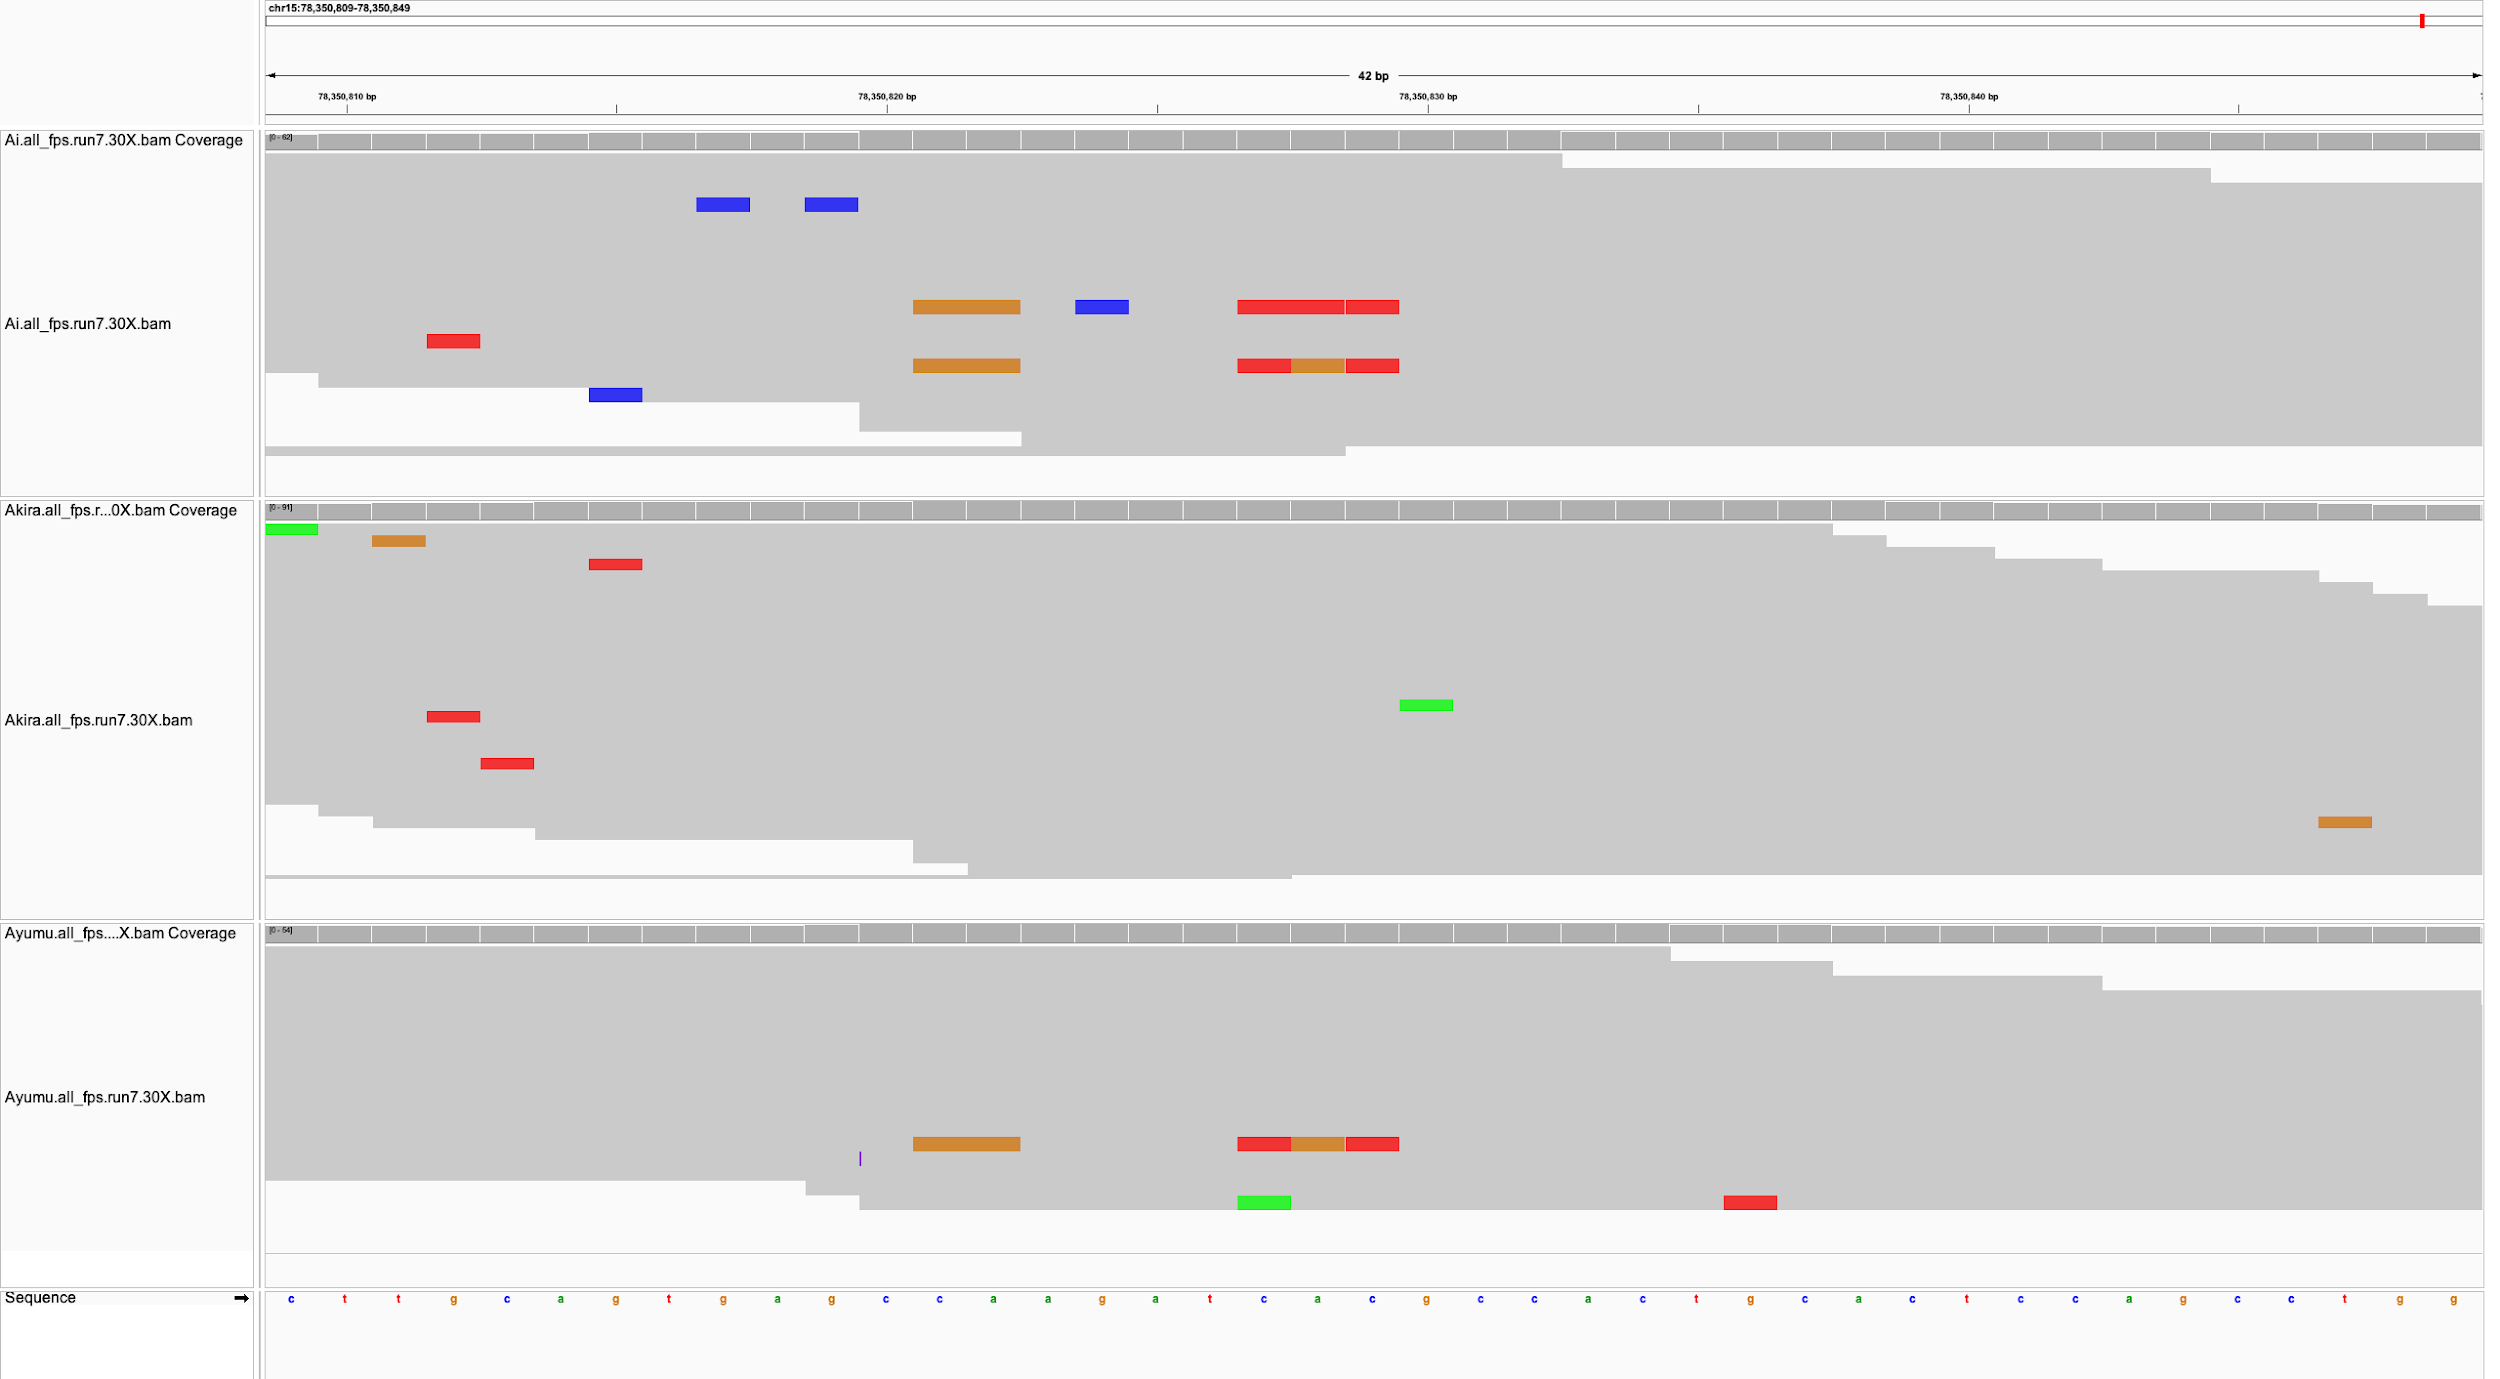 chr15:78,350,809-78,350,849
42 bp
78,350,810 bp 78,350,820 bp 78,350,830 bp 78,350,840 bp
Ai.all_fps.run7.30X.bam Coverage
[0 - 62]
Ai.all_fps.run7.30X.bam
Akira.all_fps.r...0X.bam Coverage
[0 - 91]
Akira.all_fps.run7.30X.bam
Ayumu.all_fps....X.bam Coverage
[0 - 54]
Ayumu.all_fps.run7.30X.bam
Sequence c t t g c a g t g a g c c a a g a t c a c g c c a c t g c a c t c c a g c c t g g